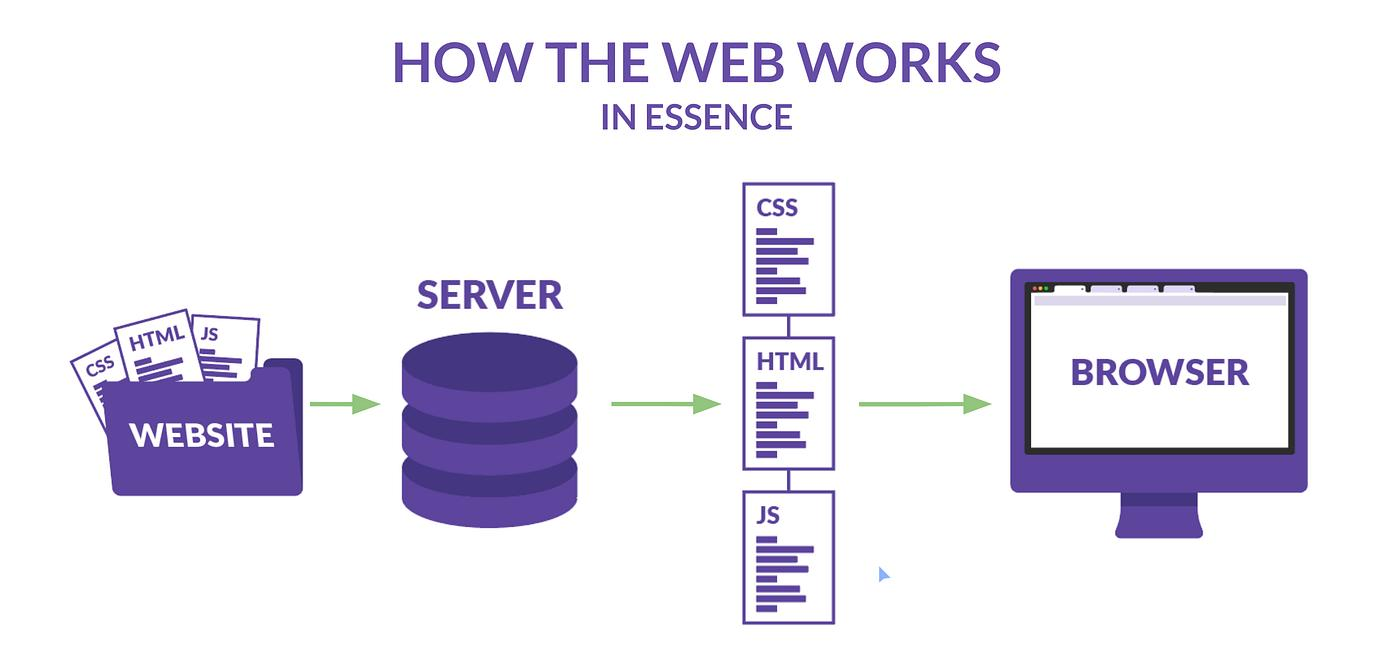 HOW THE WEB WORKS
IN ESSENCE
CSS
HTML
JS
WEBSITE
SERVER
CSS
HTML
JS
BROWSER